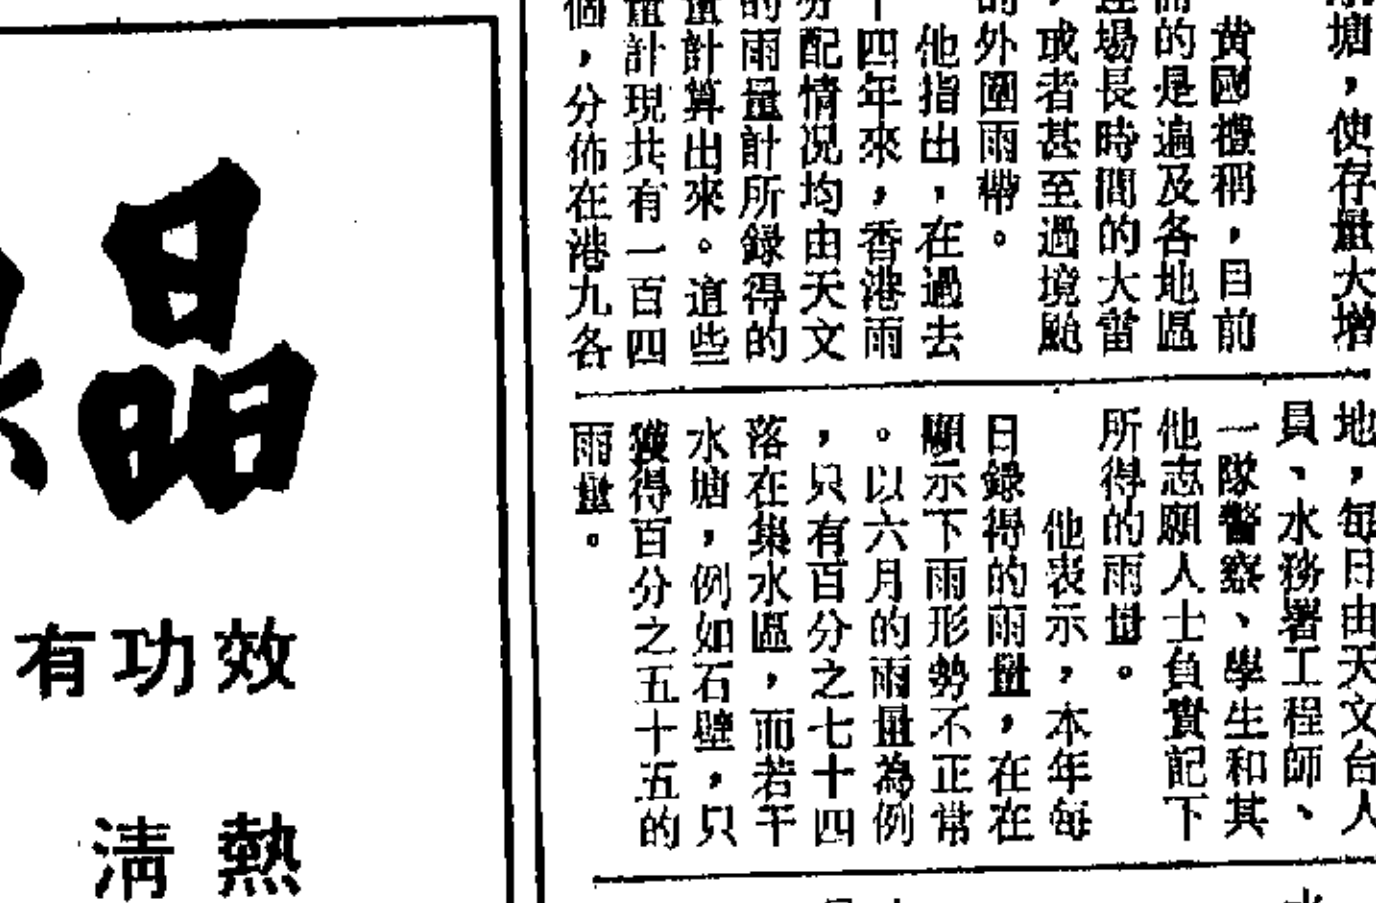 塘，使存量大增
黃國禮稱，目前
的是遍及各地區
場長時間的大雷
，或者甚至過境颱
的外圍雨帶。
他指出，在過去
十四年來，香港雨
分配情况均由天文
的雨量計所錄得的
量計算出來。這些
量計現共有一百四
個，分佈在港九各
地，每日由天文台人
員、水務署工程師、
一隊警察、學生和其
他志願人士負責記下
所得的雨量。
他表示，本年每
日錄得的雨量，在在
顯示下雨形勢不正常
。以六月的雨量為例
，只有百分之七十四
落在集水區，而若干
水塘，例如石壁，只
獲得百分之五十五的
雨量。
晶
有功效
清熱